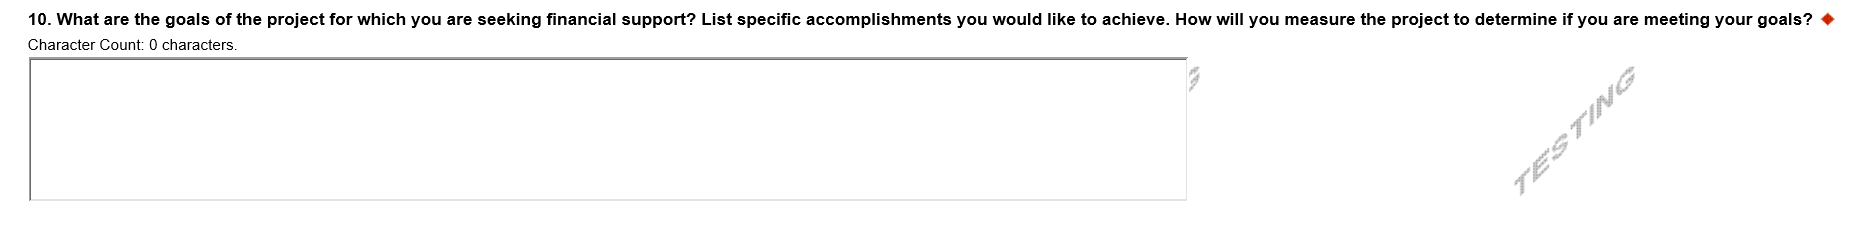 10. What are the goals of the project for which you are seeking financial support? List specific accomplishments you would like to achieve. How will you measure the project to determine if you are meeting your goals?
Character Count: 0 characters.
TESTING